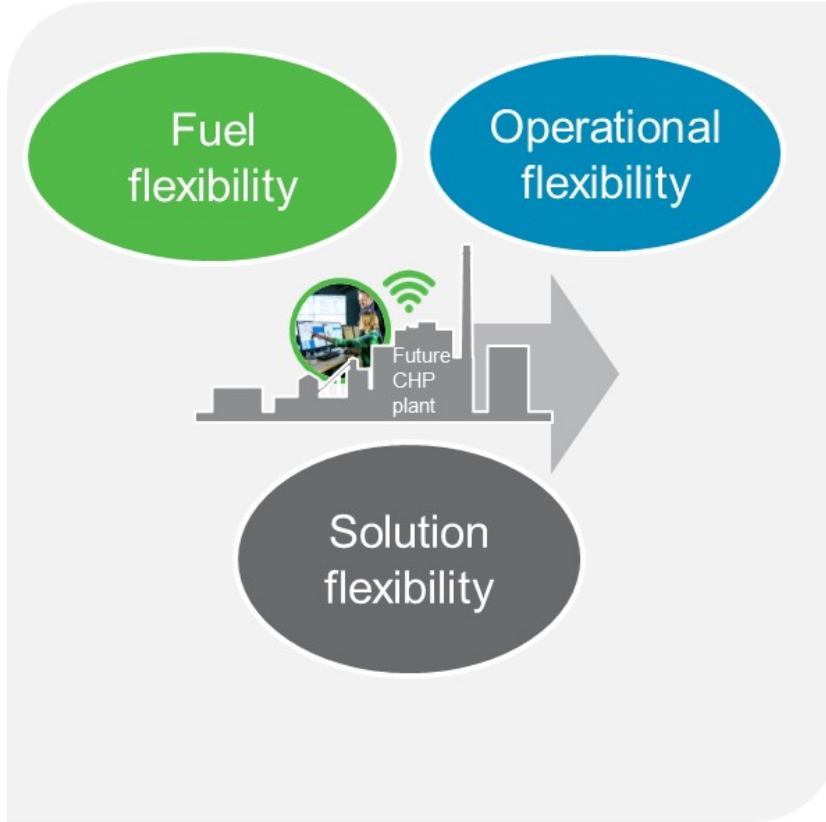 Fuel
flexibility
Operational
flexibility
Future
CHP
plant
Solution
flexibility